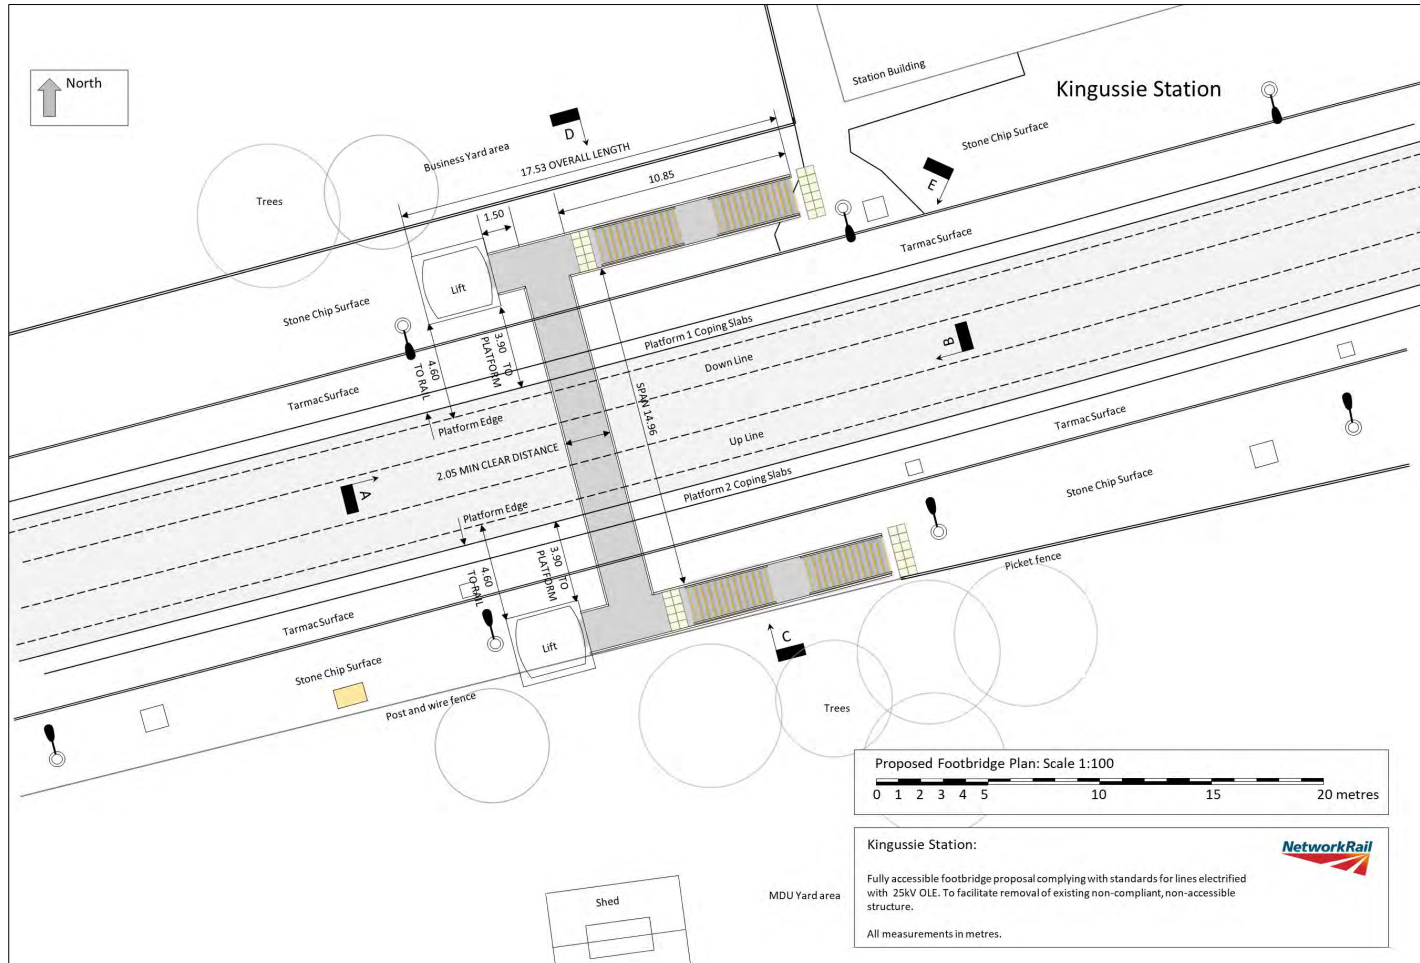 North
Station Building
Kingussie Station
D
Business Yard area
17.53 OVERALL LENGTH
Stone Chip Surface
E
10.85
Trees
1.50
Tarmac Surface
Lift
Stone Chip Surface
Platform 1 Coping Slabs
B
3.90 TO
PLATFORM
4.60
TO RAIL
Down Line
Tarmac Surface
SPAN 14.96
Platform Edge
Tarmac Surface
Up Line
2.05 MIN CLEAR DISTANCE
Platform 2 Coping Slabs
Stone Chip Surface
A
Platform Edge
3.90 TO
PLATFORM
4.60
TO RAIL
Picket fence
Tarmac Surface
C
Lift
Stone Chip Surface
Post and wire fence
Trees
Proposed Footbridge Plan: Scale 1:100
0 1 2 3 4 5 10 15 20 metres
Kingussie Station:
NetworkRail
Fully accessible footbridge proposal complying with standards for lines electrified
with 25kV OLE. To facilitate removal of existing non-compliant, non-accessible
structure.
All measurements in metres.
MDU Yard area
Shed